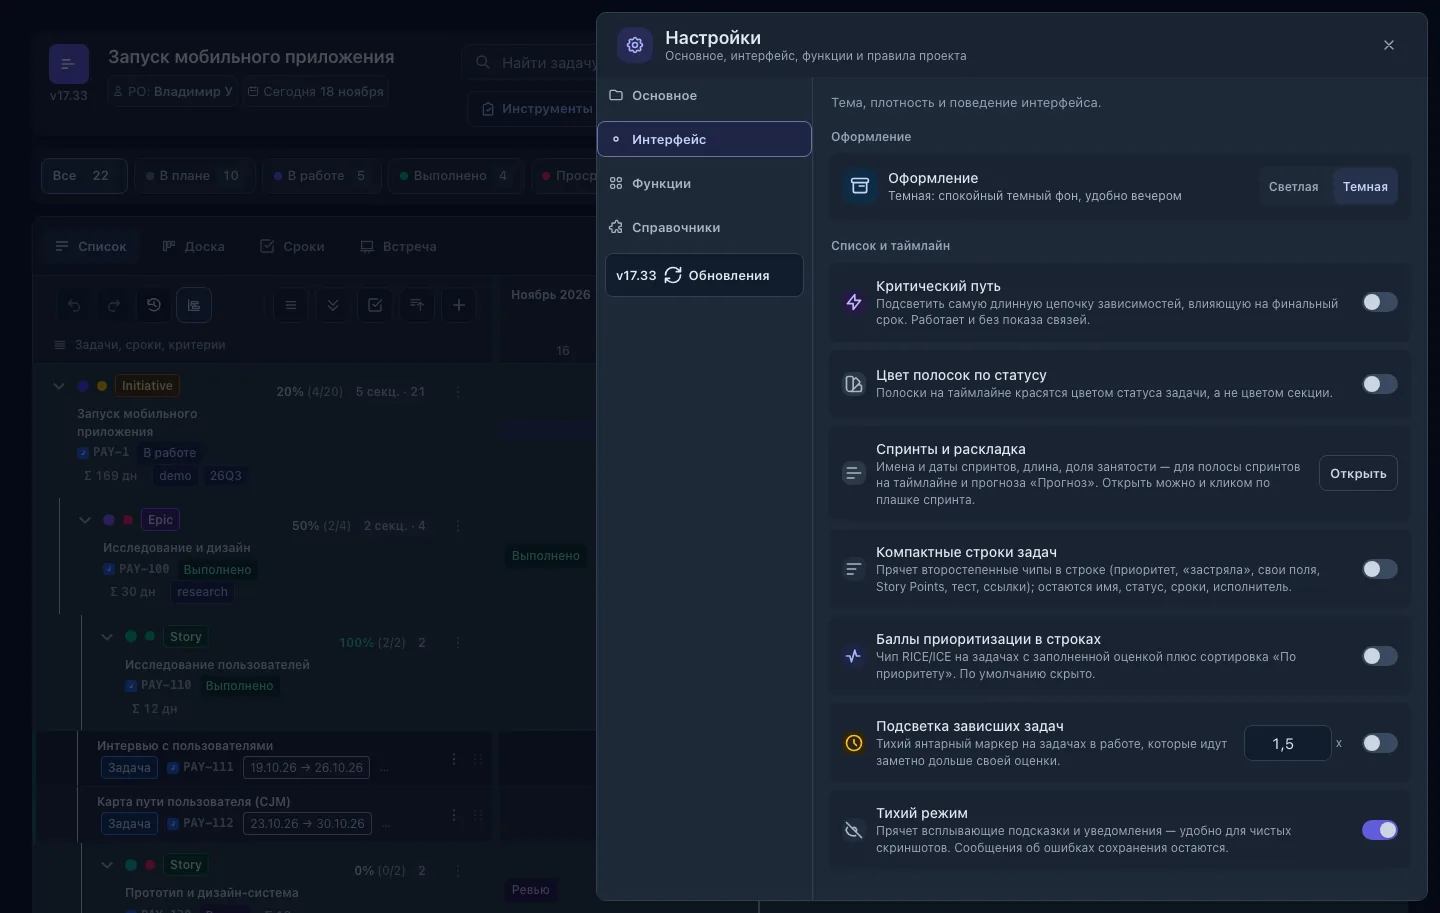 Запуск мобильного приложения
v17.33
PO: Владимир У
Сегодня 18 ноября
Найти задачу
Инструменты
Все 22
В плане 10
В работе 5
Выполнено 4
Список
Доска
Сроки
Встреча
Ноябрь 2026
Задачи, сроки, критерии
16
Initiative
20% (4/20) 5 секц. · 21
Запуск мобильного
приложения
PAY-1 В работе
Σ 169 дн demo 26Q3
Epic
50% (2/4) 2 секц. · 4
Исследование и дизайн
PAY-100 Выполнено
Σ 30 дн research
Выполнено
Story
100% (2/2) 2
Исследование пользователей
PAY-110 Выполнено
Σ 12 дн
Интервью с пользователями
Задача PAY-111 19.10.26 → 26.10.26 ...
Карта пути пользователя (CJM)
Задача PAY-112 23.10.26 → 30.10.26 ...
Story
0% (0/2) 2
Прототип и дизайн-система
Ревью
Настройки
Основное, интерфейс, функции и правила проекта
Основное
Интерфейс
Функции
Справочники
v17.33 Обновления
Тема, плотность и поведение интерфейса.
Оформление
Оформление
Темная: спокойный темный фон, удобно вечером
Светлая Темная
Список и таймлайн
Критический путь
Подсветить самую длинную цепочку зависимостей, влияющую на финальный
срок. Работает и без показа связей.
Цвет полосок по статусу
Полоски на таймлайне красятся цветом статуса задачи, а не цветом секции.
Спринты и раскладка
Имена и даты спринтов, длина, доля занятости — для полосы спринтов
на таймлайне и прогноза «Прогноз». Открыть можно и кликом по
плашке спринта.
Открыть
Компактные строки задач
Прячет второстепенные чипы в строке (приоритет, «застряла», свои поля,
Story Points, тест, ссылки); остаются имя, статус, сроки, исполнитель.
Баллы приоритизации в строках
Чип RICE/ICE на задачах с заполненной оценкой плюс сортировка «По
приоритету». По умолчанию скрыто.
Подсветка зависших задач
Тихий янтарный маркер на задачах в работе, которые идут
заметно дольше своей оценки.
1,5 x
Тихий режим
Прячет всплывающие подсказки и уведомления — удобно для чистых
скриншотов. Сообщения об ошибках сохранения остаются.